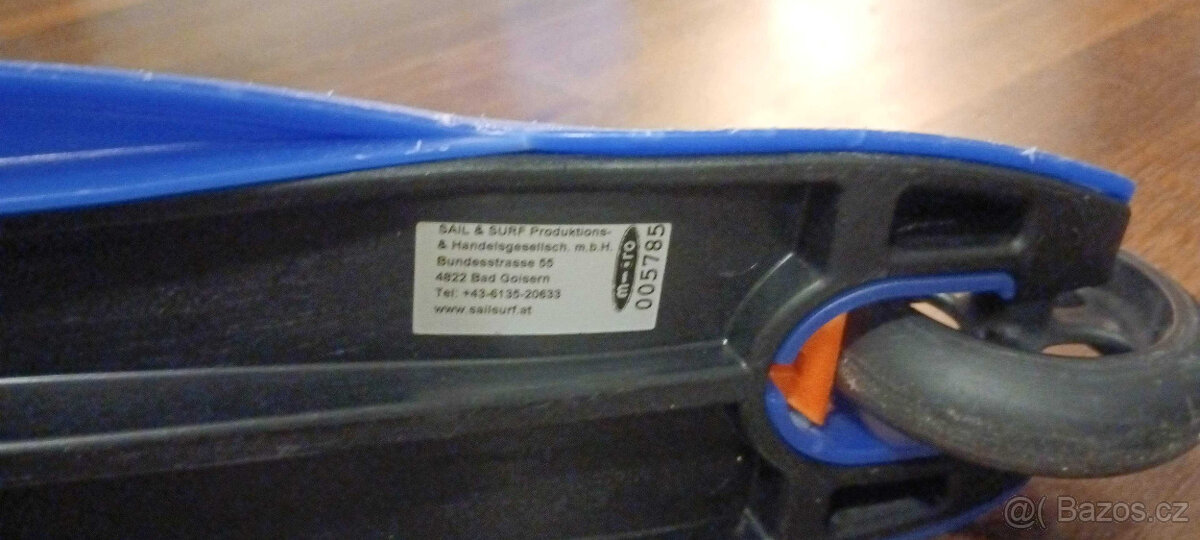 SAIL & SURF Produktions-
& Handelsgesellsch. m.b.H.
Bundesstrasse 55
4822 Bad Goisern
Tel: +43-6135-20633
www.sailsurf.at
micro
005785
@( Bazos.cz